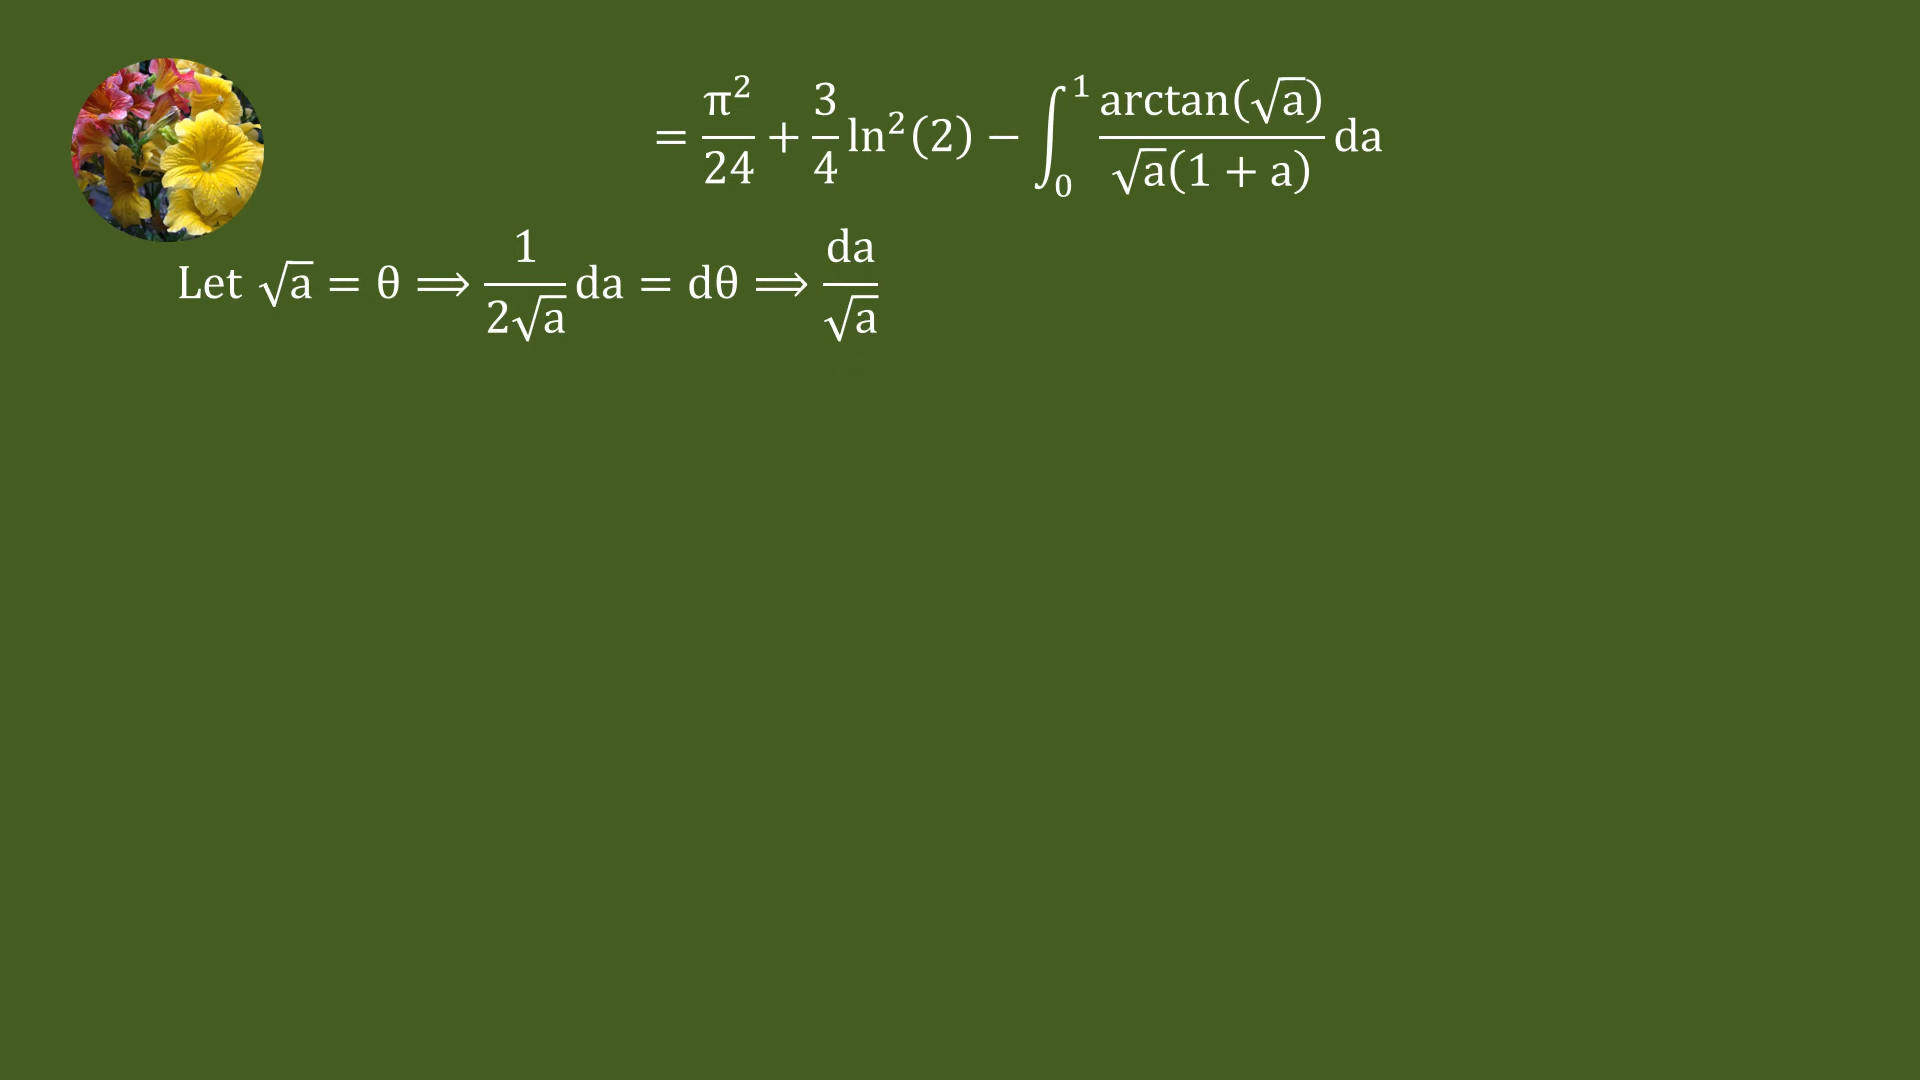 = π²/24 + 3/4 ln²(2) − ∫₀¹ arctan(√a)/(√a(1 + a)) da
Let √a = θ ⟹ 1/(2√a) da = dθ ⟹ da/√a